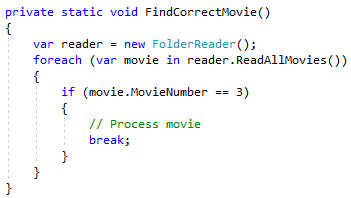 private static void FindCorrectMovie()
{
    var reader = new FolderReader();
    foreach (var movie in reader.ReadAllMovies())
    {
        if (movie.MovieNumber == 3)
        {
            // Process movie
            break;
        }
    }
}